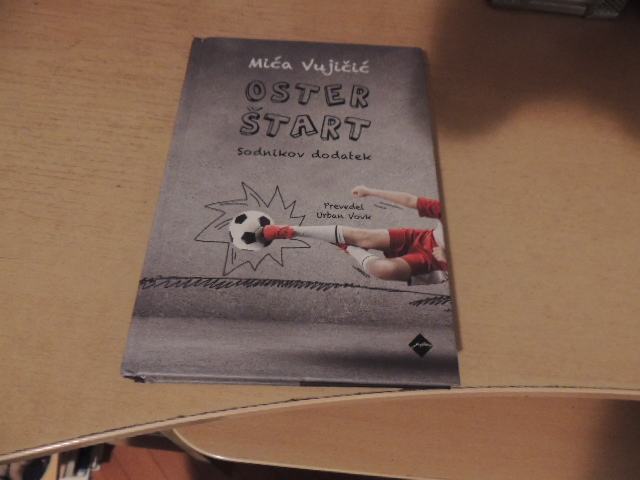 Mića Vujičić
OSTER
ŠTART
Sodnikov dodatek
Prevedel
Urban Vovk